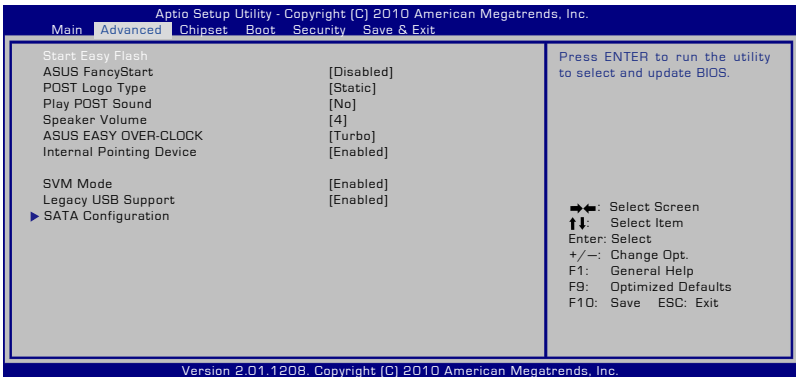 Aptio Setup Utility - Copyright (C) 2010 American Megatrends, Inc.
Main Advanced Chipset Boot Security Save & Exit
Start Easy Flash
ASUS FancyStart [Disabled]
POST Logo Type [Static]
Play POST Sound [No]
Speaker Volume [4]
ASUS EASY OVER-CLOCK [Turbo]
Internal Pointing Device [Enabled]
SVM Mode [Enabled]
Legacy USB Support [Enabled]
SATA Configuration
Press ENTER to run the utility
to select and update BIOS.
➡⬅: Select Screen
⬆⬇: Select Item
Enter: Select
+/—: Change Opt.
F1: General Help
F9: Optimized Defaults
F10: Save ESC: Exit
Version 2.01.1208. Copyright (C) 2010 American Megatrends, Inc.